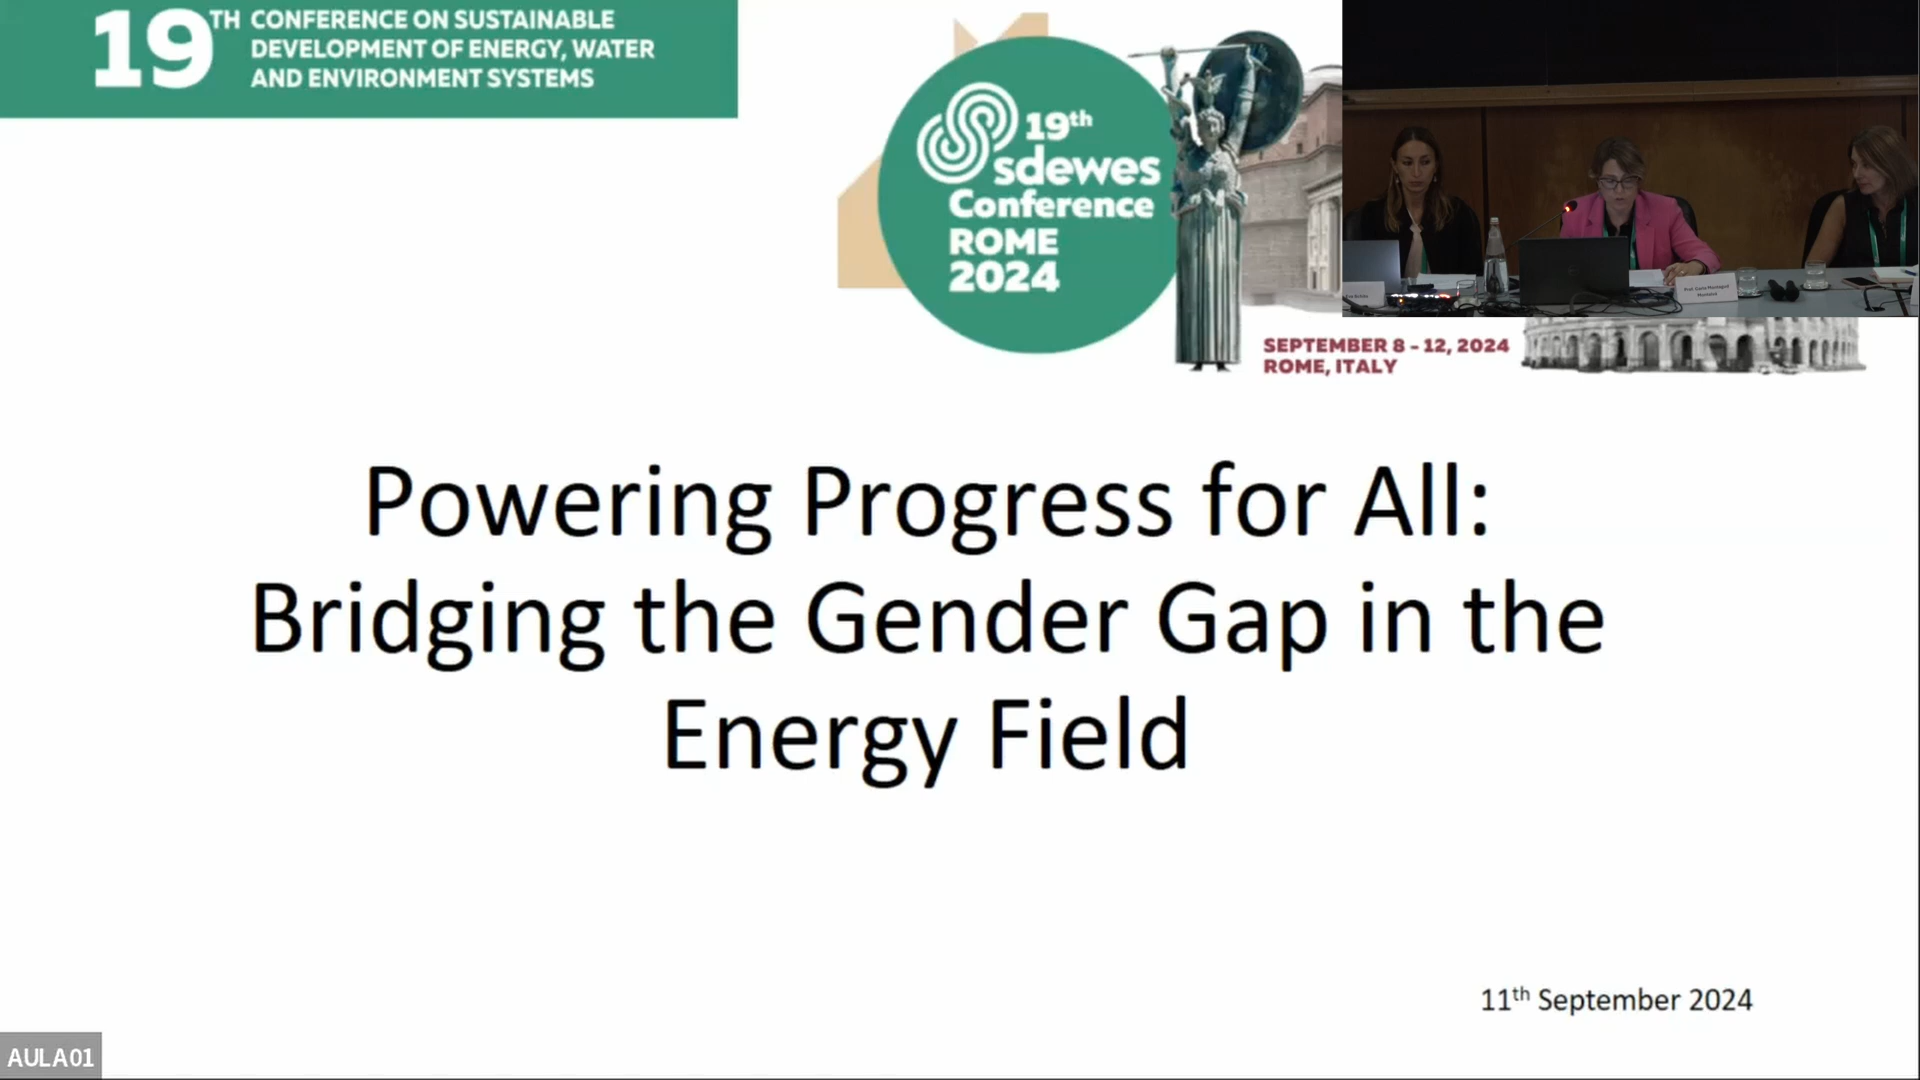 19TH CONFERENCE ON SUSTAINABLE
DEVELOPMENT OF ENERGY, WATER
AND ENVIRONMENT SYSTEMS
19th
sdewes
Conference
ROME
2024
SEPTEMBER 8 - 12, 2024
ROME, ITALY
Powering Progress for All:
Bridging the Gender Gap in the
Energy Field
11th September 2024
AULA01